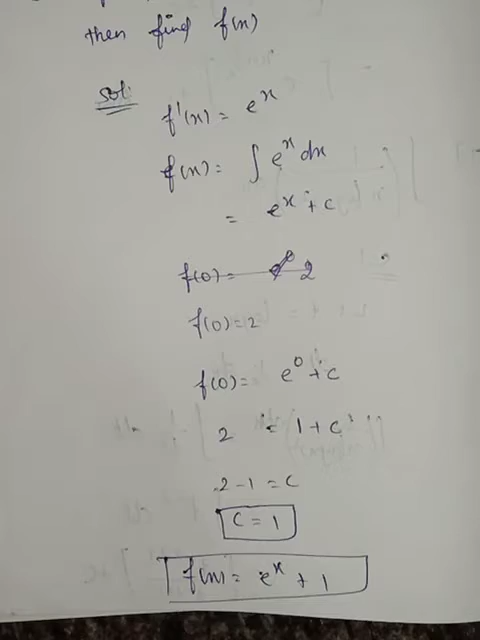 then find f(x)
sol:
f'(x) = e^x
f(x) = ∫ e^x dx
= e^x + c
f(0) = 2
f(0) = 2
f(0) = e^0 + c
2 = 1 + c
2 - 1 = c
c = 1
f(x) = e^x + 1